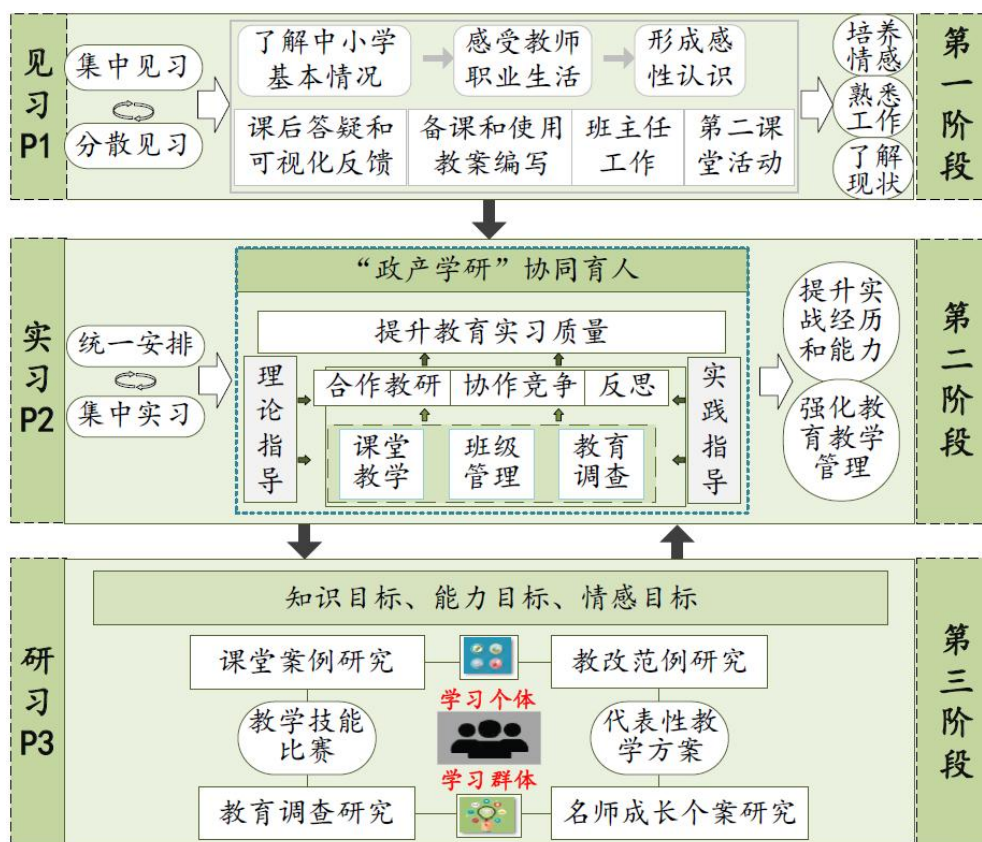 见
习
P1
集中见习
分散见习
了解中小学
基本情况
感受教师
职业生活
形成感
性认识
课后答疑和
可视化反馈
备课和使用
教案编写
班主任
工作
第二课
堂活动
培养
情感
熟悉
工作
了解
现状
第
一
阶
段
实
习
P2
统一安排
集中实习
“政产学研”协同育人
提升教育实习质量
理
论
指
导
合作教研
协作竞争
反思
课堂
教学
班级
管理
教育
调查
实
践
指
导
提升实
战经历
和能力
强化教
育教学
管理
第
二
阶
段
研
习
P3
知识目标、能力目标、情感目标
课堂案例研究
教改范例研究
学习个体
教学技能
比赛
代表性教
学方案
学习群体
教育调查研究
名师成长个案研究
第
三
阶
段